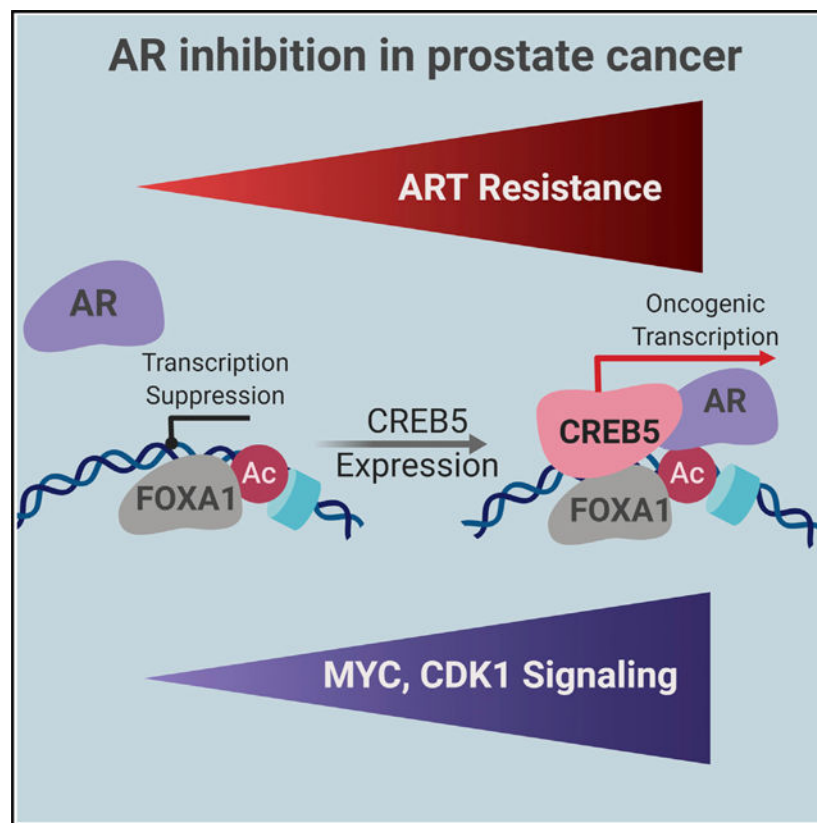 AR inhibition in prostate cancer
ART Resistance
AR
Transcription
Suppression
FOXA1
Ac
CREB5
Expression
Oncogenic
Transcription
CREB5
AR
Ac
FOXA1
MYC, CDK1 Signaling